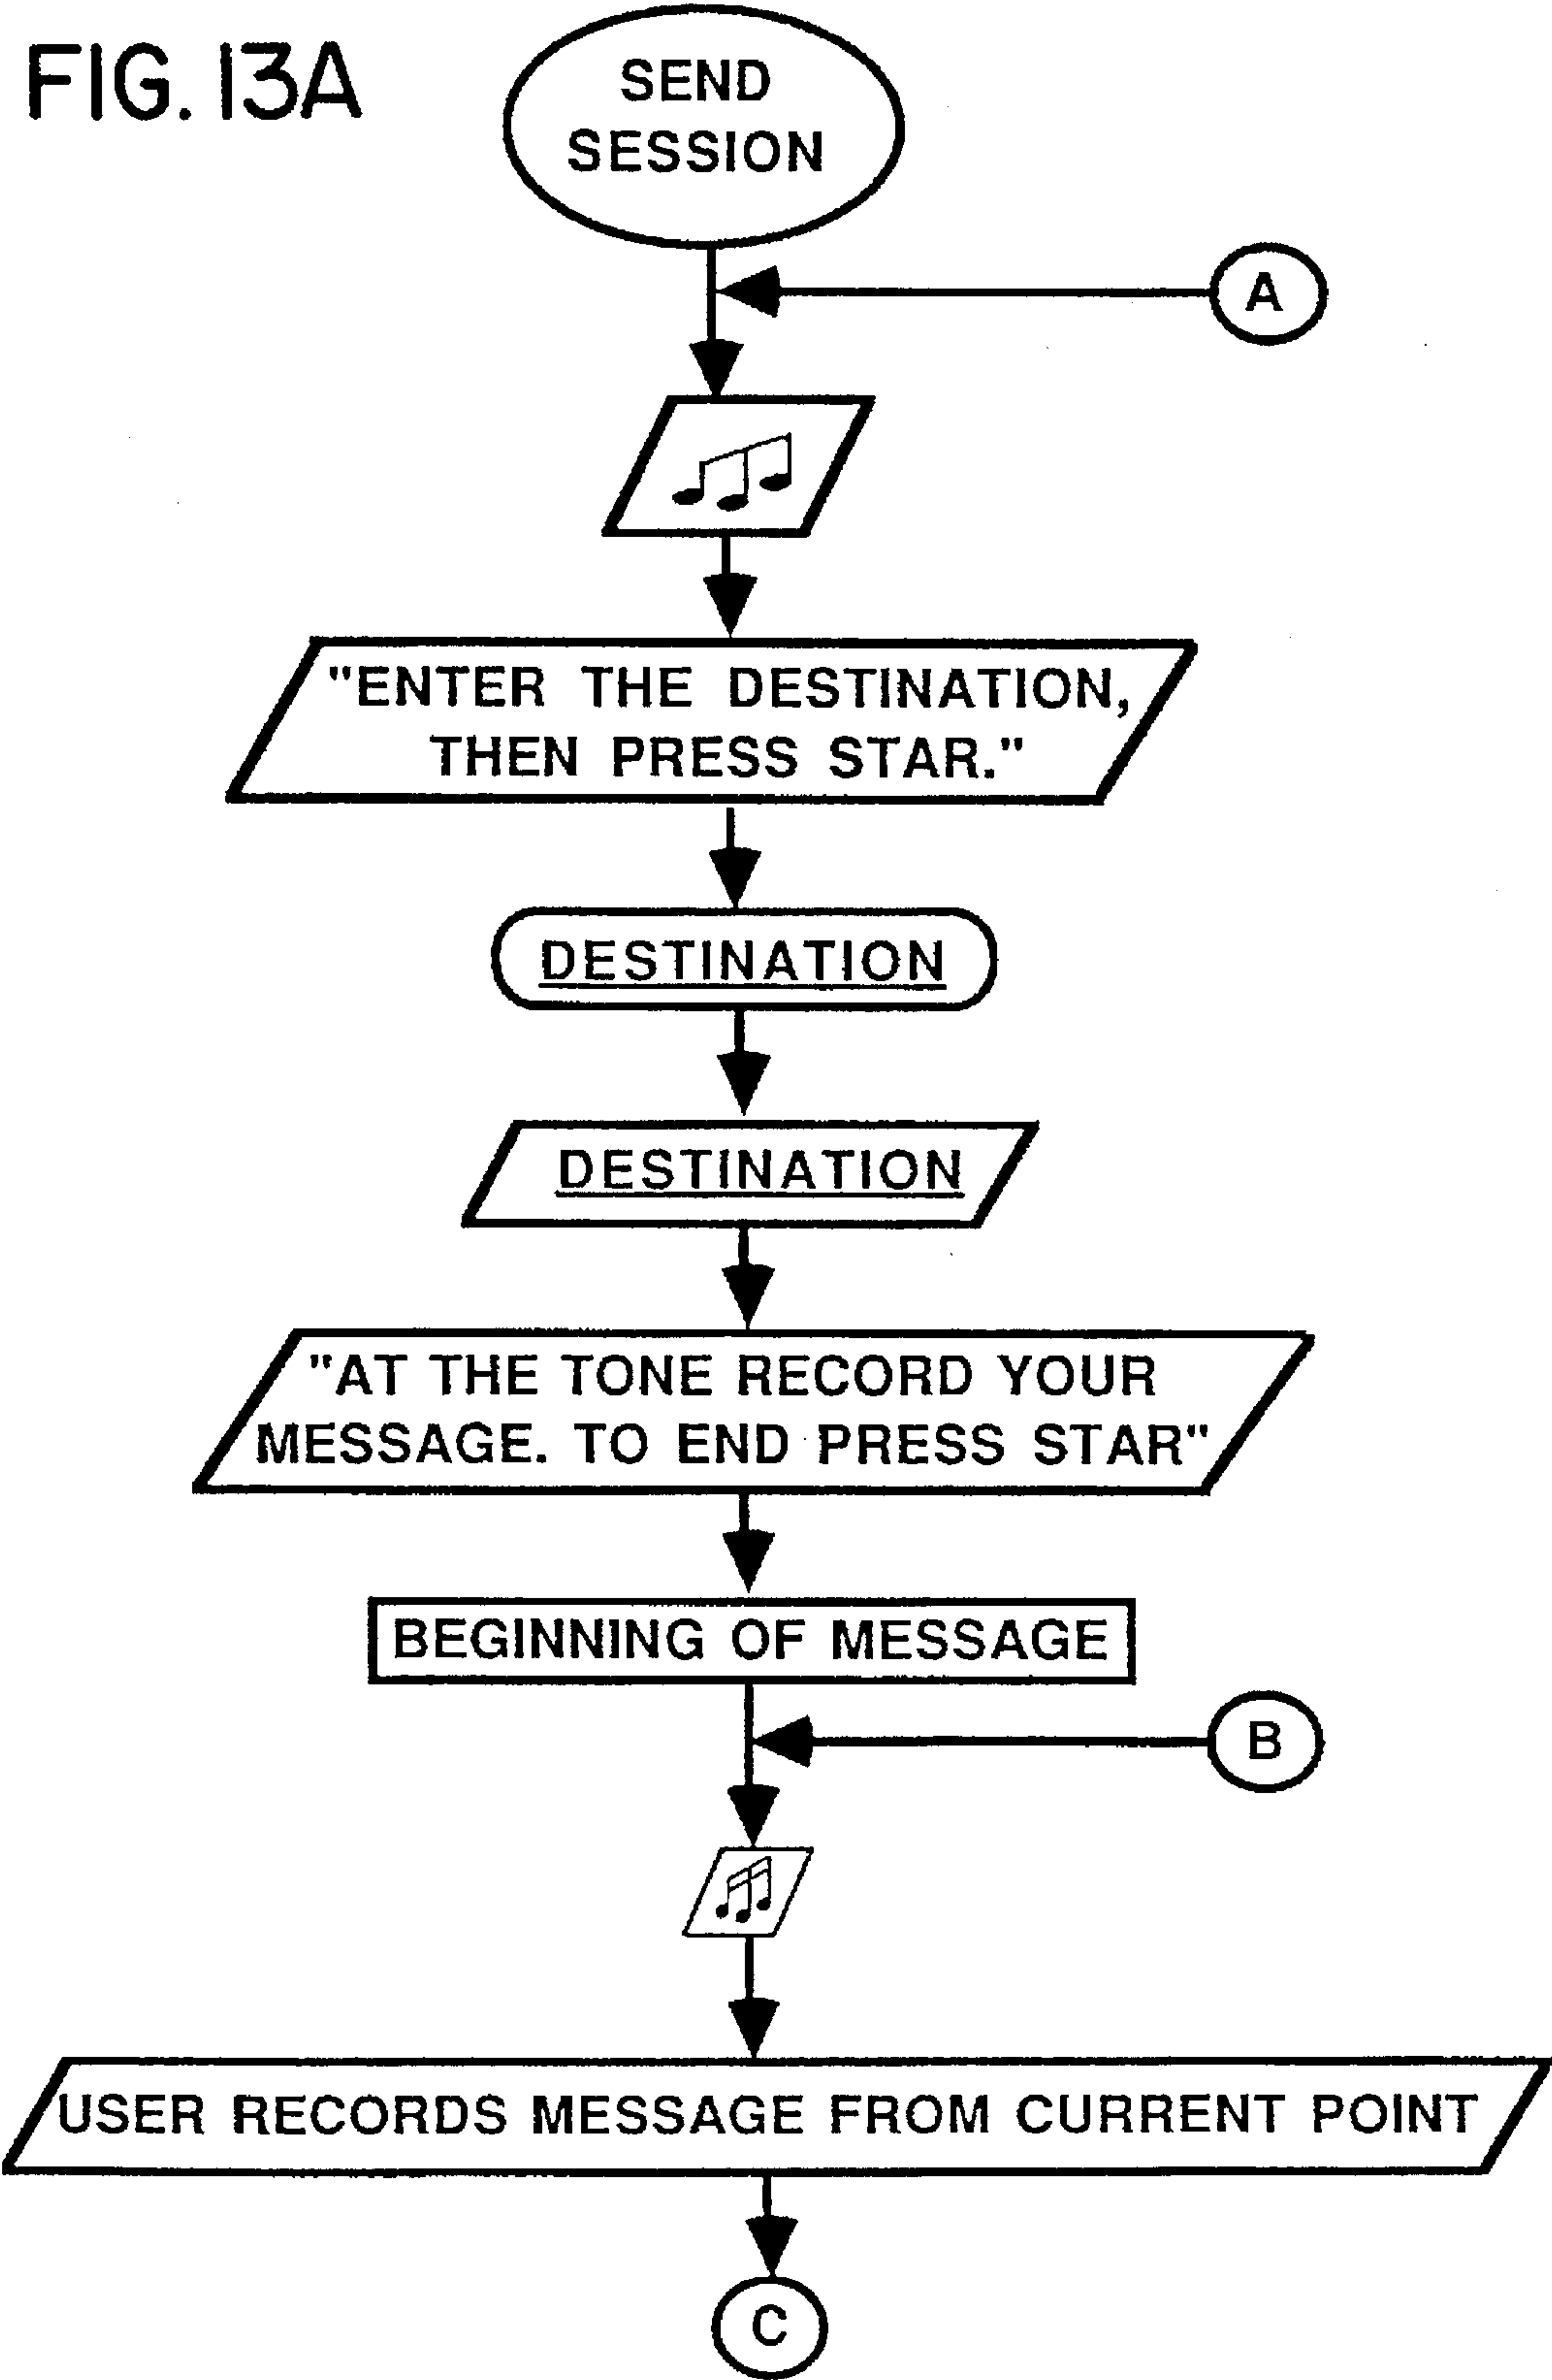 FIG. 13A
SEND
SESSION
A
"ENTER THE DESTINATION,
THEN PRESS STAR."
DESTINATION
DESTINATION
"AT THE TONE RECORD YOUR
MESSAGE. TO END PRESS STAR"
BEGINNING OF MESSAGE
B
USER RECORDS MESSAGE FROM CURRENT POINT
C